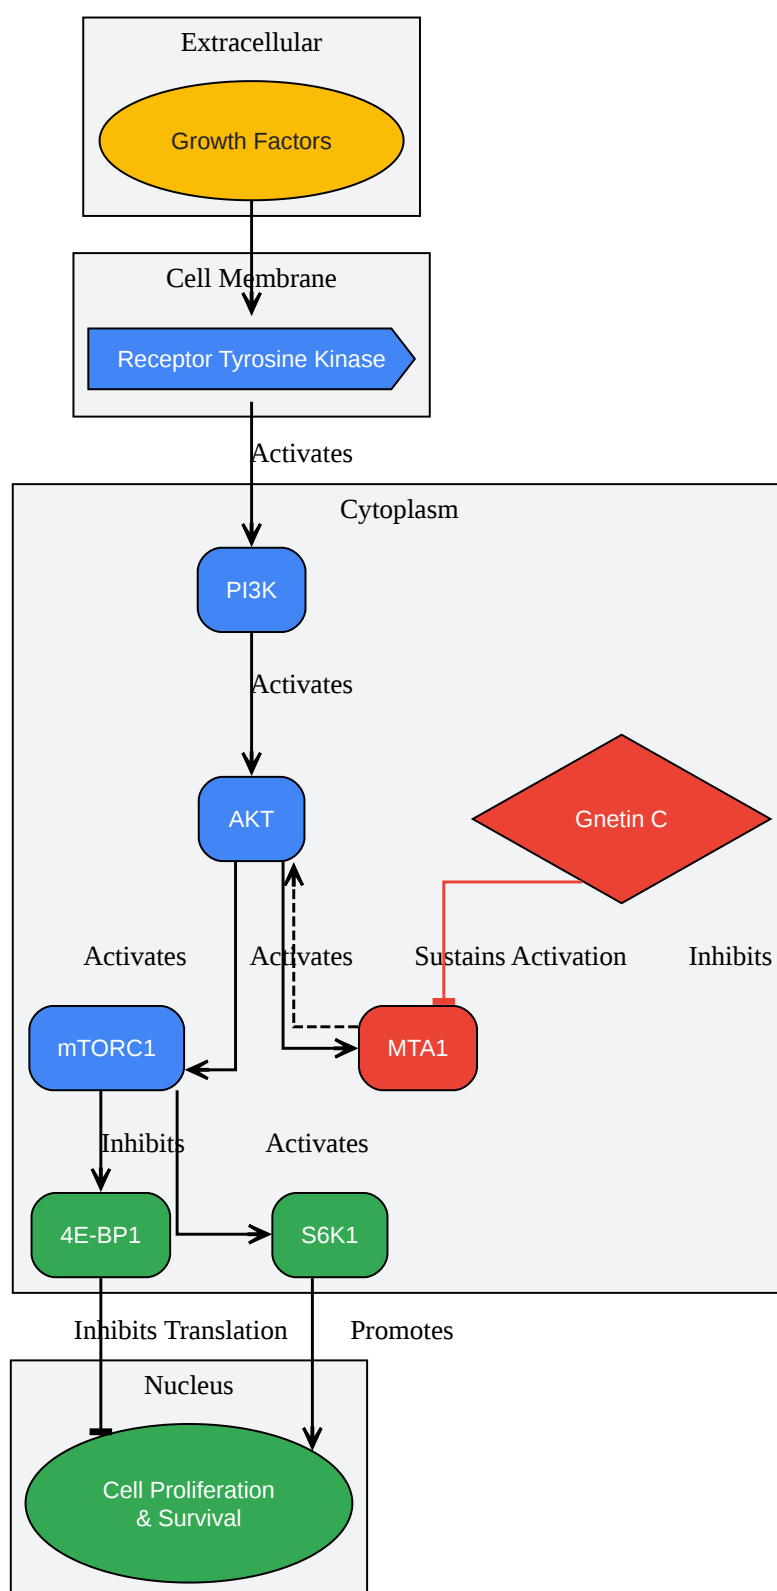 Extracellular
Growth Factors
Cell Membrane
Receptor Tyrosine Kinase
Activates
Cytoplasm
PI3K
Activates
AKT
Gnetin C
Activates
Activates
Sustains Activation
Inhibits
mTORC1
MTA1
Inhibits
Activates
4E-BP1
S6K1
Inhibits Translation
Promotes
Nucleus
Cell Proliferation
& Survival